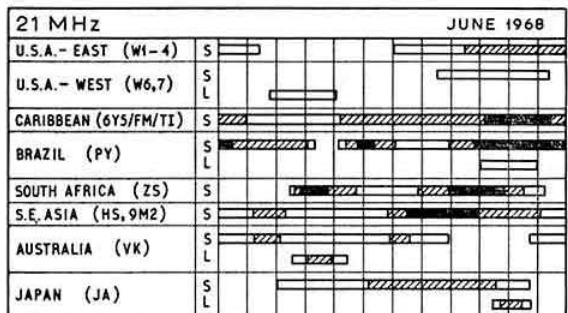 21 MHz JUNE 1968
U.S.A.- EAST (W1-4) S
U.S.A.- WEST (W6,7) S
L
CARIBBEAN (6Y5/FM/TI) S
BRAZIL (PY) S
L
SOUTH AFRICA (ZS) S
S.E. ASIA (HS, 9M2) S
AUSTRALIA (VK) S
L
JAPAN (JA) S
L